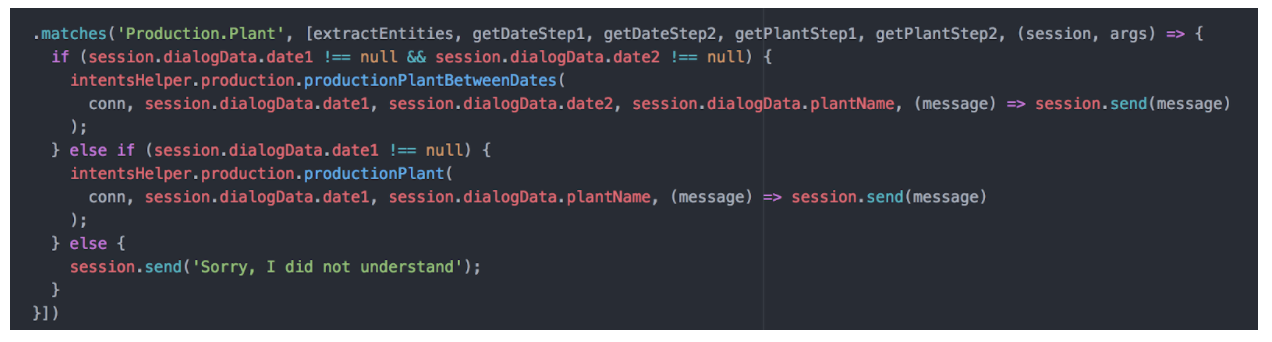 .matches('Production.Plant', [extractEntities, getDateStep1, getDateStep2, getPlantStep1, getPlantStep2, (session, args) => {
if (session.dialogData.date1 !== null && session.dialogData.date2 !== null) {
intentsHelper.production.productionPlantBetweenDates(
conn, session.dialogData.date1, session.dialogData.date2, session.dialogData.plantName, (message) => session.send(message)
);
} else if (session.dialogData.date1 !== null) {
intentsHelper.production.productionPlant(
conn, session.dialogData.date1, session.dialogData.plantName, (message) => session.send(message)
);
} else {
session.send('Sorry, I did not understand');
}
}])